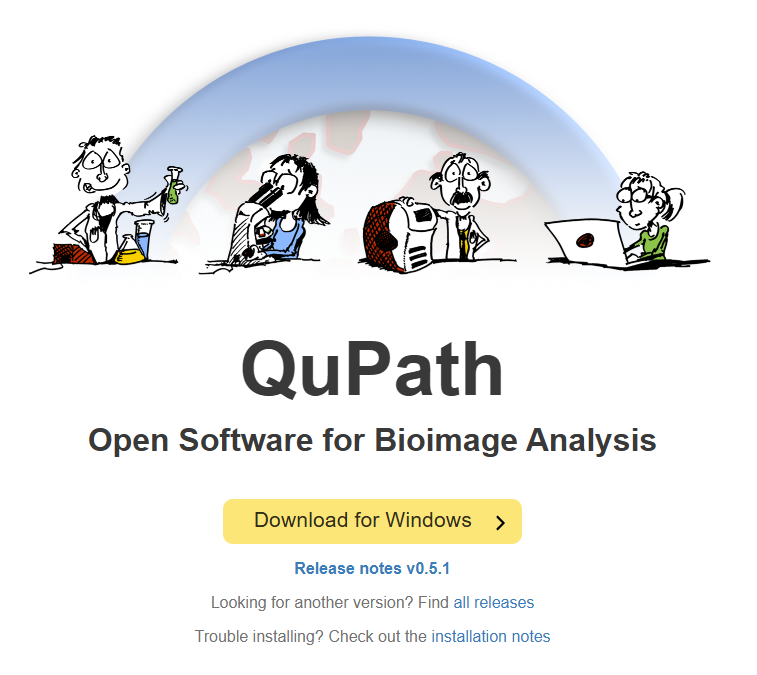 QuPath
Open Software for Bioimage Analysis
Download for Windows
Release notes v0.5.1
Looking for another version? Find all releases
Trouble installing? Check out the installation notes